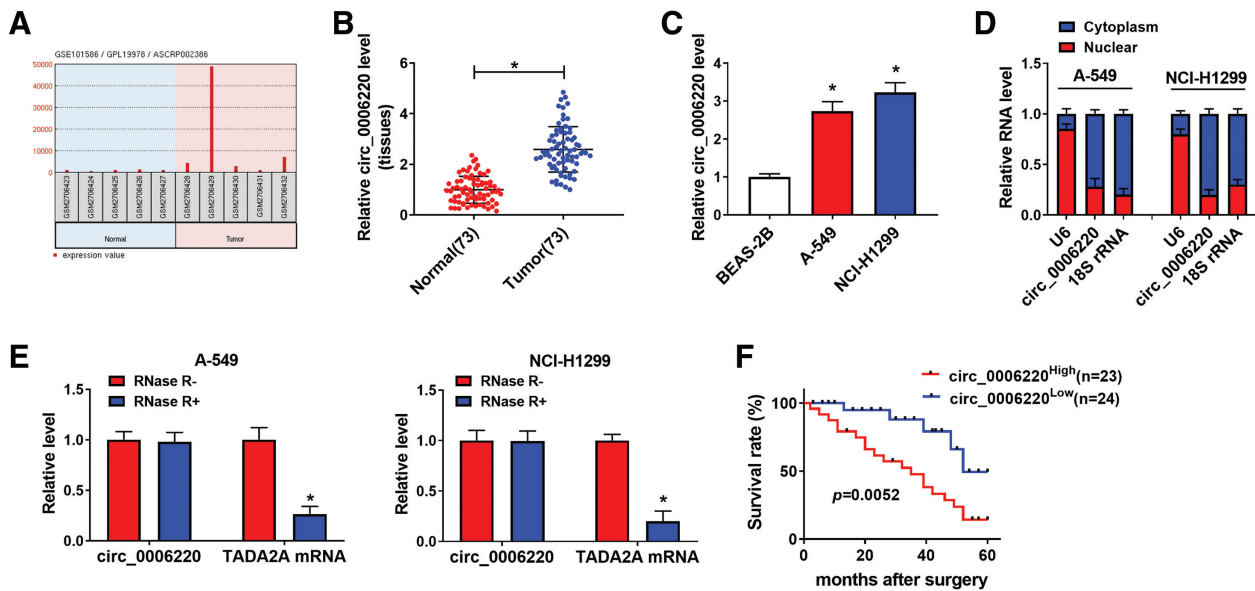 A
GSE101586 / GPL19978 / ASCRP002386
50000
40000
30000
20000
10000
0
GSM2706423
GSM2706424
GSM2706425
GSM2706426
GSM2706427
GSM2706428
GSM2706429
GSM2706430
GSM2706431
GSM2706432
Normal
Tumor
expression value
B
Relative circ_0006220 level
(tissues)
6
4
2
0
*
Normal(73)
Tumor(73)
C
Relative circ_0006220 level
4
3
2
1
0
*
*
BEAS-2B
A-549
NCI-H1299
D
Cytoplasm
Nuclear
Relative RNA level
1.5
1.0
0.5
0.0
A-549
NCI-H1299
U6
circ_0006220
18S rRNA
U6
circ_0006220
18S rRNA
E
A-549
RNase R-
RNase R+
Relative level
1.5
1.0
0.5
0.0
*
circ_0006220
TADA2A mRNA
NCI-H1299
RNase R-
RNase R+
Relative level
1.5
1.0
0.5
0.0
*
circ_0006220
TADA2A mRNA
F
circ_0006220High(n=23)
circ_0006220Low(n=24)
Survival rate (%)
100
50
0
p=0.0052
0
20
40
60
months after surgery